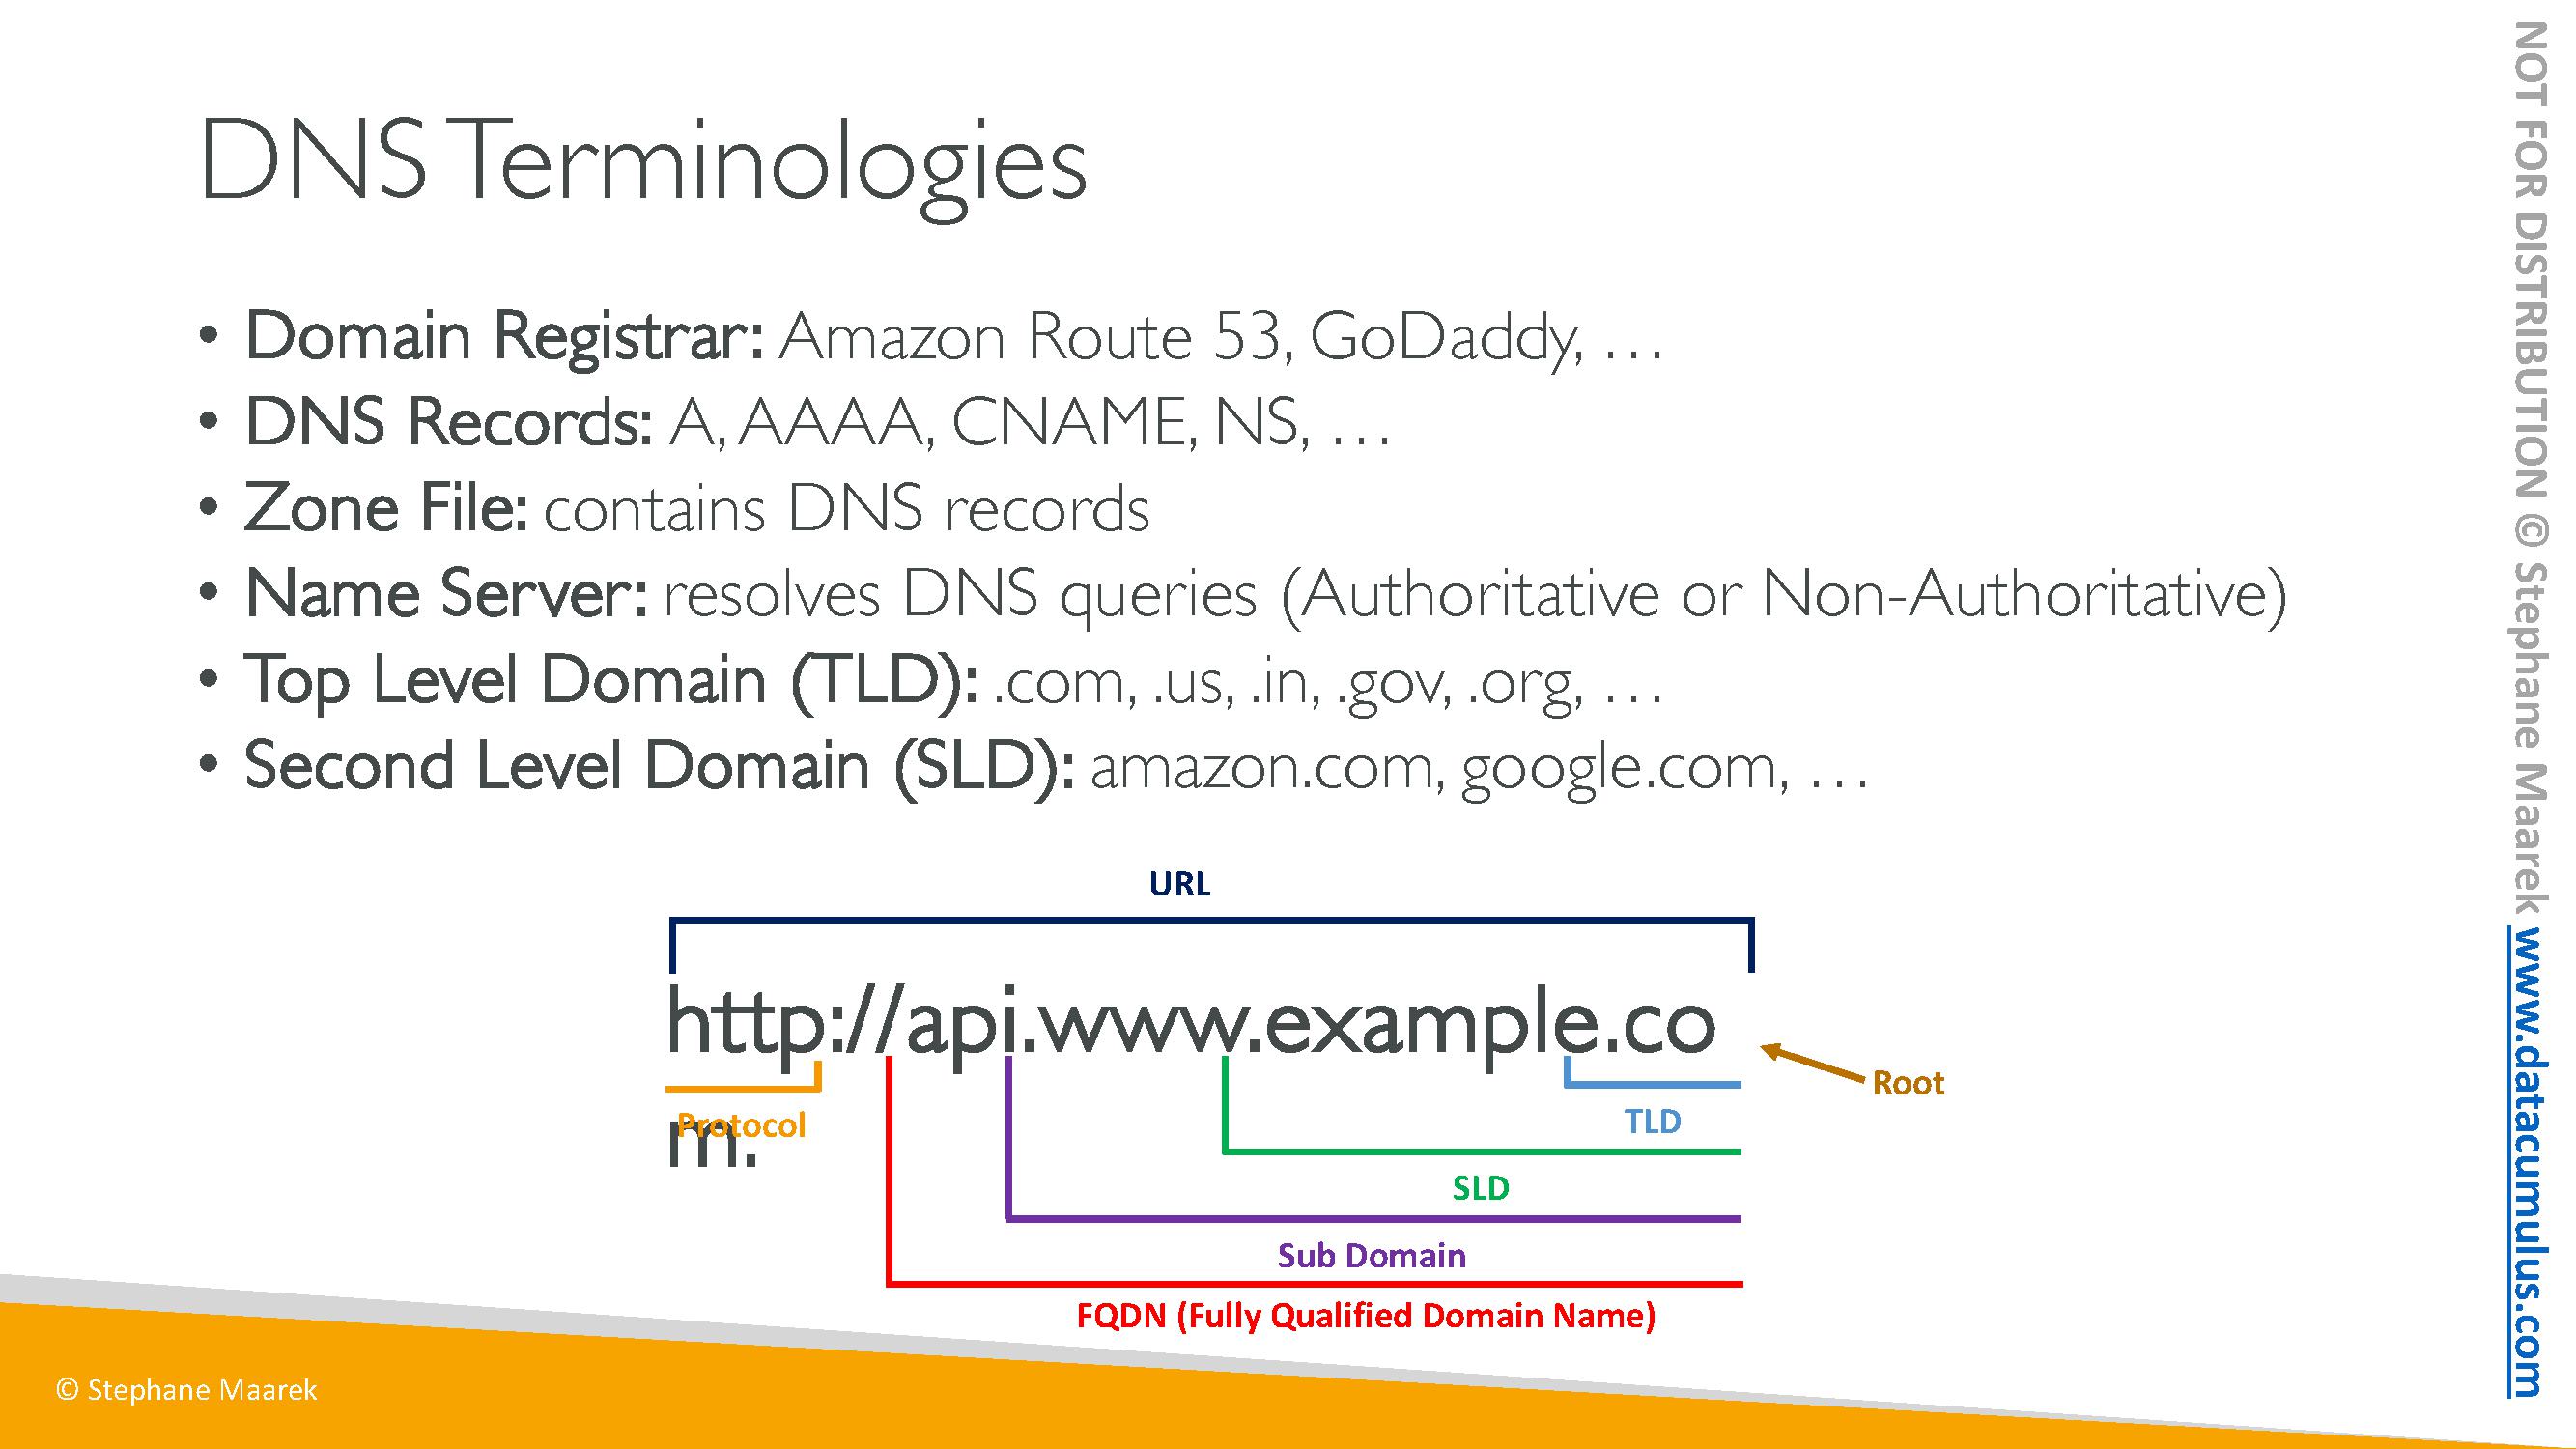 DNS Terminologies
• Domain Registrar: Amazon Route 53, GoDaddy, …
• DNS Records: A, AAAA, CNAME, NS, …
• Zone File: contains DNS records
• Name Server: resolves DNS queries (Authoritative or Non-Authoritative)
• Top Level Domain (TLD): .com, .us, .in, .gov, .org, …
• Second Level Domain (SLD): amazon.com, google.com, …
URL
http://api.www.example.co
m.
Root
Protocol
TLD
SLD
Sub Domain
FQDN (Fully Qualified Domain Name)
© Stephane Maarek
NOT FOR DISTRIBUTION © Stephane Maarek www.datacumulus.com